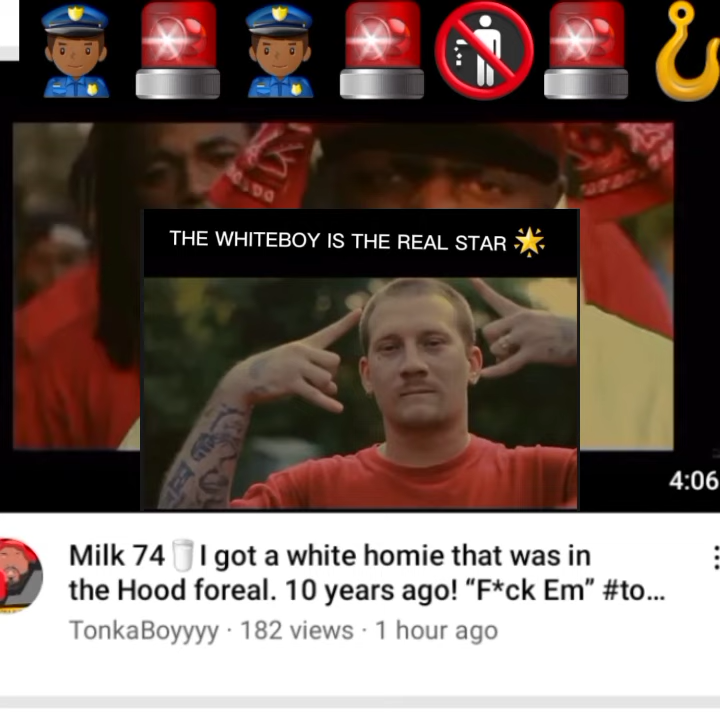 THE WHITEBOY IS THE REAL STAR 🌟
4:06
Milk 74🥛I got a white homie that was in
the Hood foreal. 10 years ago! “F*ck Em” #to...
TonkaBoyyyy · 182 views · 1 hour ago